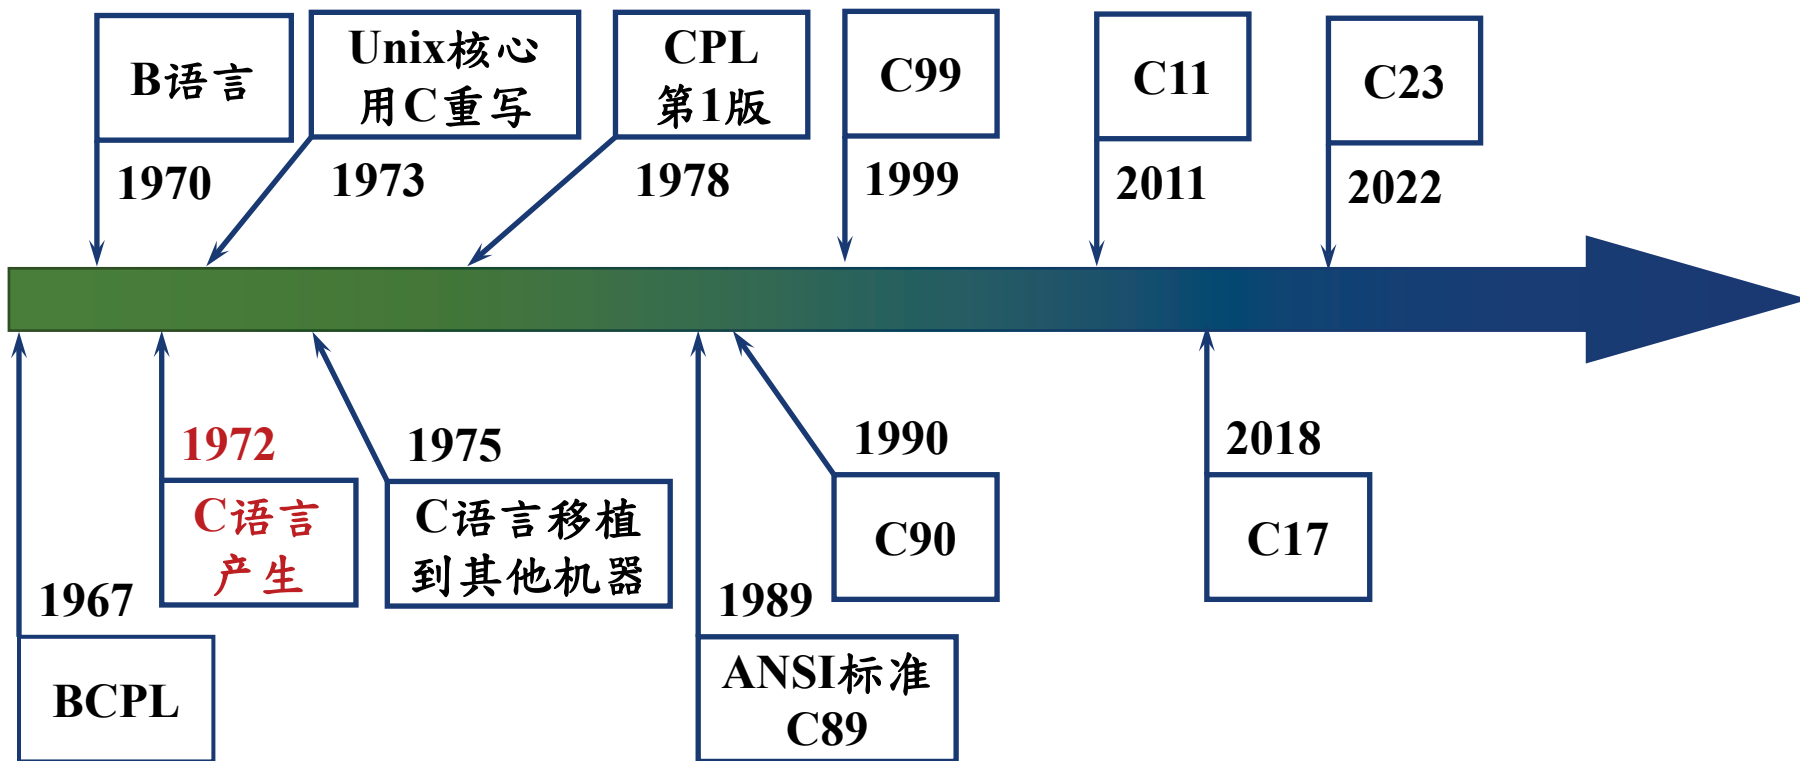 B语言
1970
Unix核心
用C重写
1973
CPL
第1版
1978
C99
1999
C11
2011
C23
2022
1967
BCPL
1972
C语言
产生
1975
C语言移植
到其他机器
1989
ANSI标准
C89
1990
C90
2018
C17